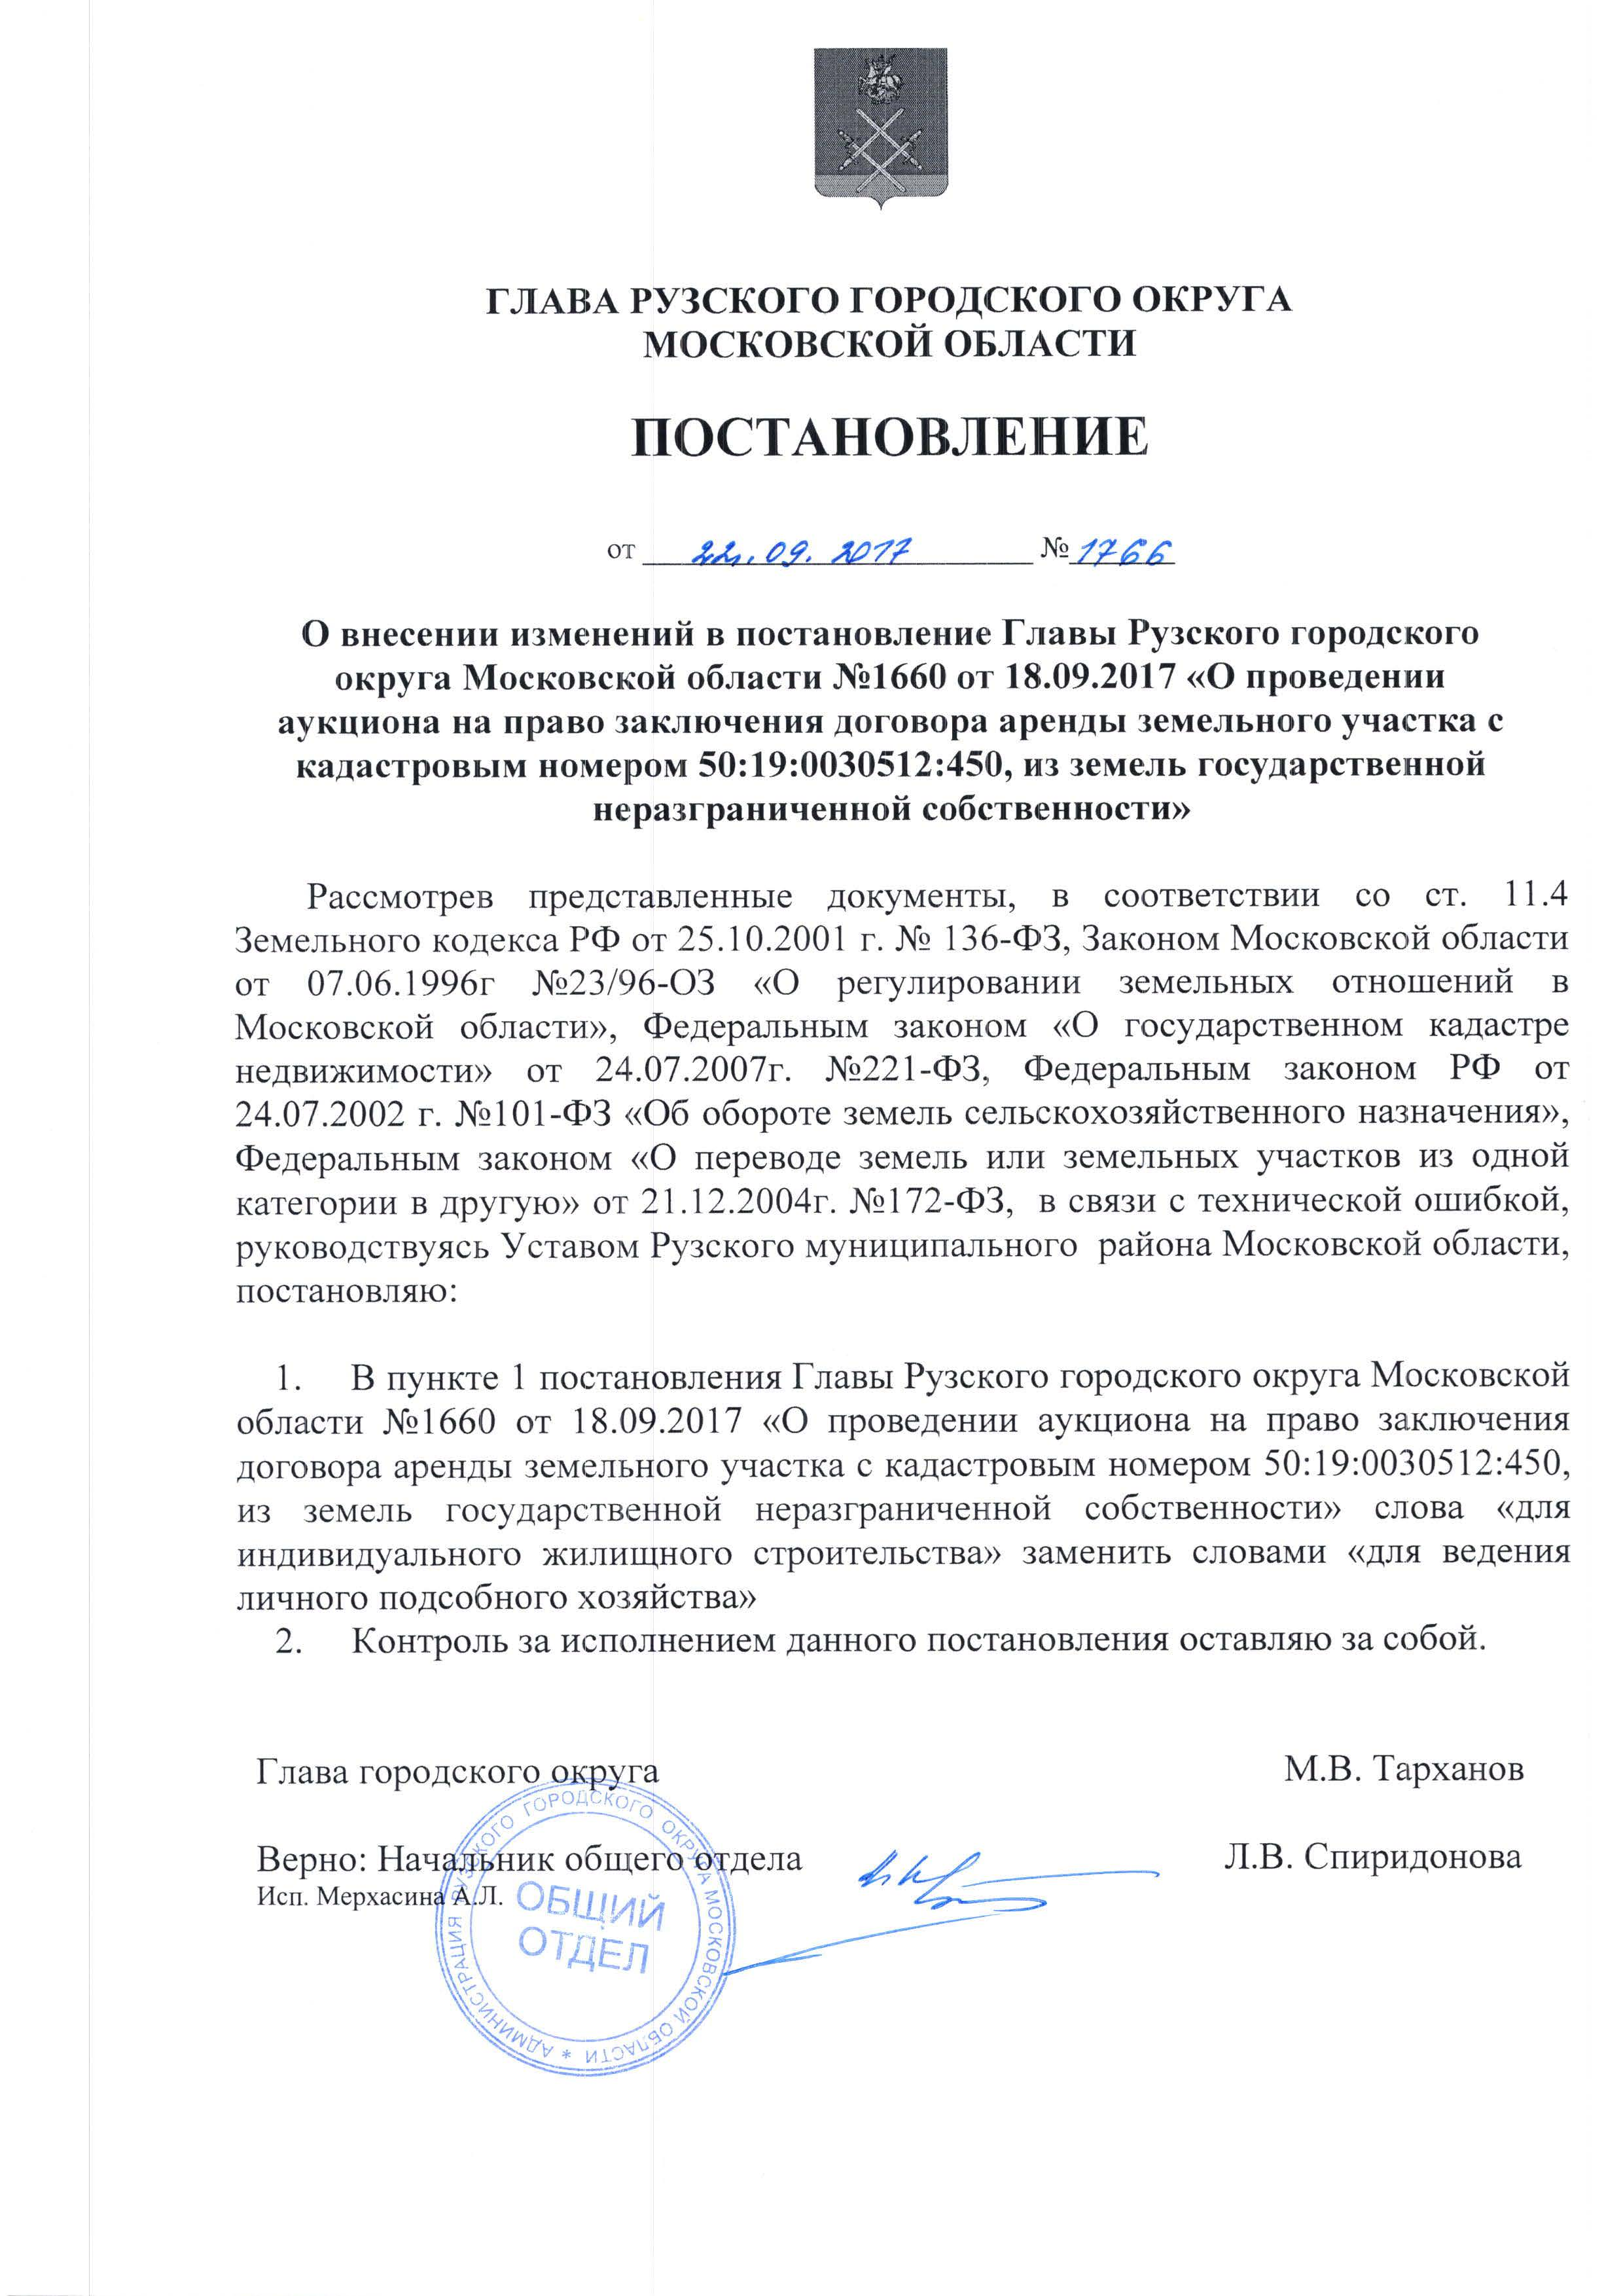 ГЛАВА РУЗСКОГО ГОРОДСКОГО ОКРУГА
МОСКОВСКОЙ ОБЛАСТИ
ПОСТАНОВЛЕНИЕ
от 22.09.2017 №1766
О внесении изменений в постановление Главы Рузского городского
округа Московской области №1660 от 18.09.2017 «О проведении
аукциона на право заключения договора аренды земельного участка с
кадастровым номером 50:19:0030512:450, из земель государственной
неразграниченной собственности»
Рассмотрев представленные документы, в соответствии со ст. 11.4
Земельного кодекса РФ от 25.10.2001 г. № 136-ФЗ, Законом Московской области
от 07.06.1996г №23/96-ОЗ «О регулировании земельных отношений в
Московской области», Федеральным законом «О государственном кадастре
недвижимости» от 24.07.2007г. №221-ФЗ, Федеральным законом РФ от
24.07.2002 г. №101-ФЗ «Об обороте земель сельскохозяйственного назначения»,
Федеральным законом «О переводе земель или земельных участков из одной
категории в другую» от 21.12.2004г. №172-ФЗ, в связи с технической ошибкой,
руководствуясь Уставом Рузского муниципального района Московской области,
постановляю:
1. В пункте 1 постановления Главы Рузского городского округа Московской
области №1660 от 18.09.2017 «О проведении аукциона на право заключения
договора аренды земельного участка с кадастровым номером 50:19:0030512:450,
из земель государственной неразграниченной собственности» слова «для
индивидуального жилищного строительства» заменить словами «для ведения
личного подсобного хозяйства»
2. Контроль за исполнением данного постановления оставляю за собой.
Глава городского округа М.В. Тарханов
Верно: Начальник общего отдела Л.В. Спиридонова
Исп. Мерхасина А.Л.
АДМИНИСТРАЦИЯ РУЗСКОГО ГОРОДСКОГО ОКРУГА МОСКОВСКОЙ ОБЛАСТИ *
ОБЩИЙ
ОТДЕЛ